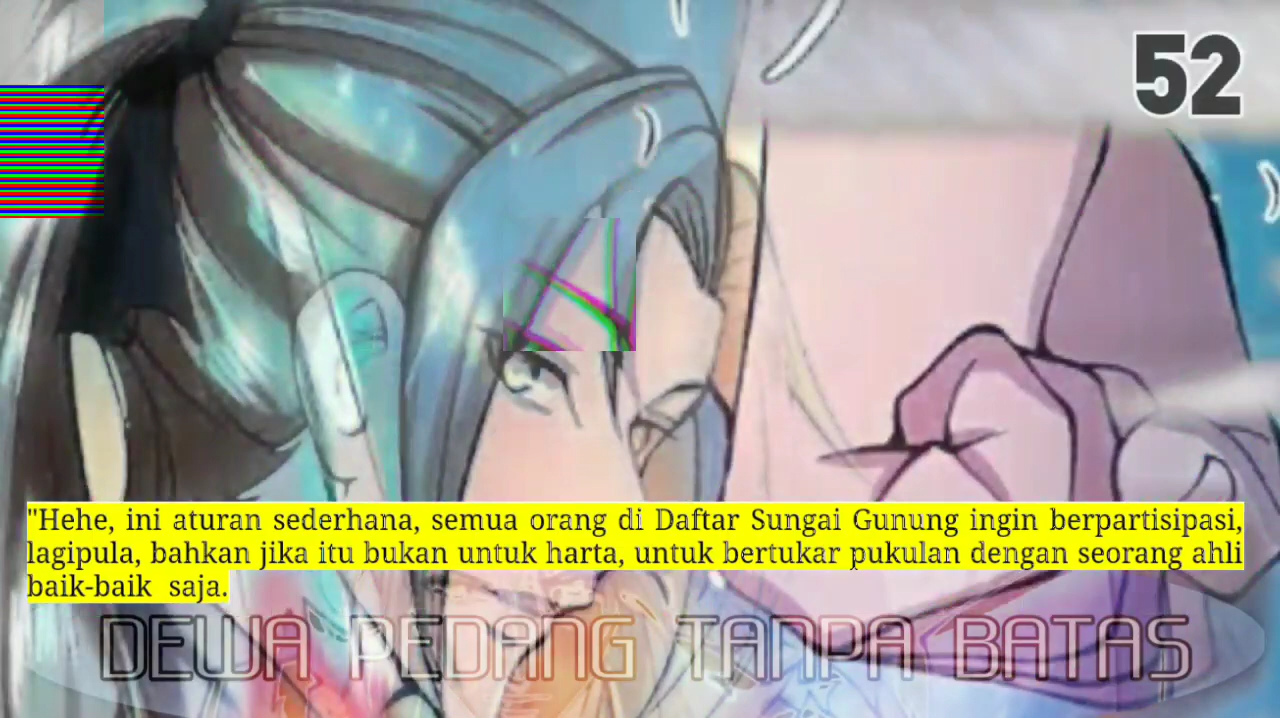 52
"Hehe, ini aturan sederhana, semua orang di Daftar Sungai Gunung ingin berpartisipasi,
lagipula, bahkan jika itu bukan untuk harta, untuk bertukar pukulan dengan seorang ahli
baik-baik saja.
DEWA PEDANG TANPA BATAS